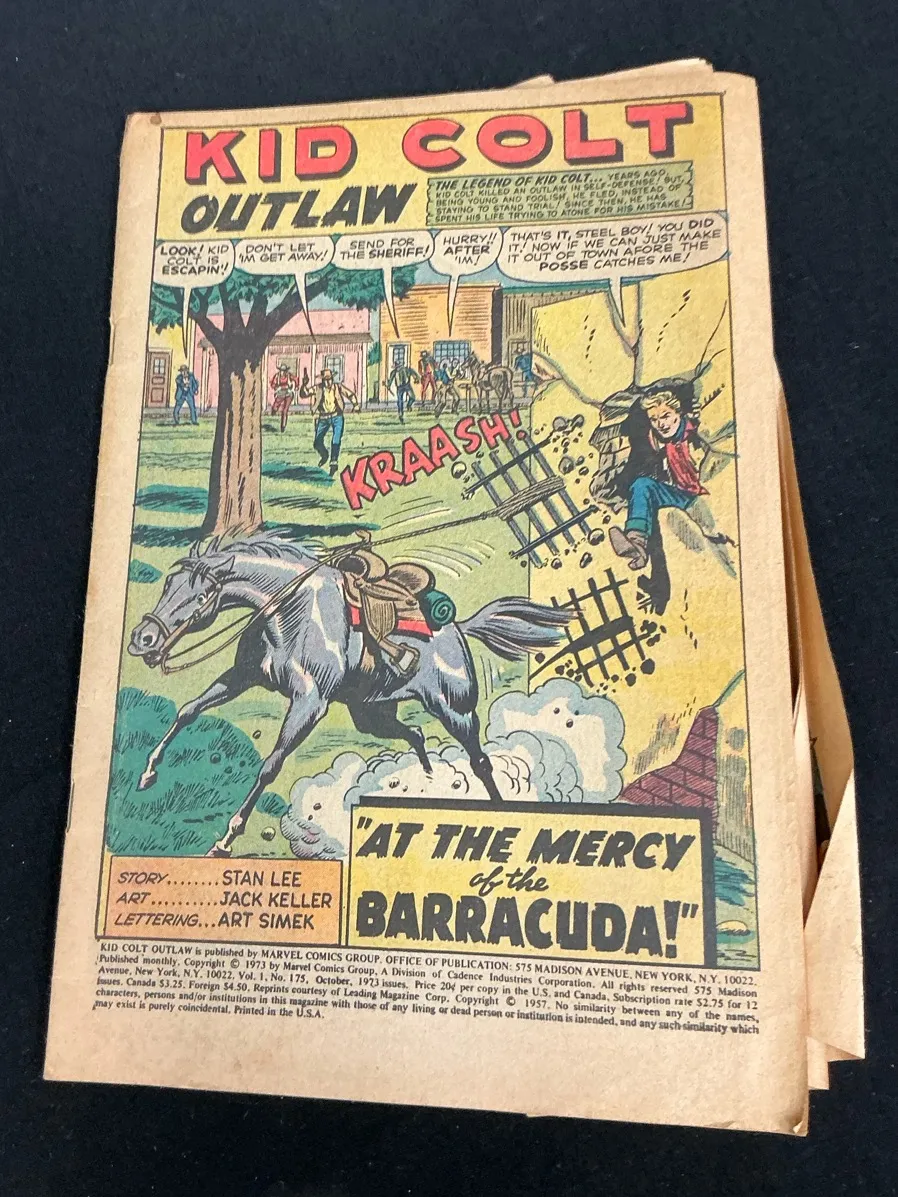 KID COLT
OUTLAW
THE LEGEND OF KID COLT... YEARS AGO,
KID COLT KILLED AN OUTLAW IN SELF-DEFENSE! BUT,
BEING YOUNG AND FOOLISH, HE FLED, INSTEAD OF
STAYING TO STAND TRIAL! SINCE THEN, HE HAS
SPENT HIS LIFE TRYING TO ATONE FOR HIS MISTAKE!
LOOK! KID
COLT IS
ESCAPIN'!
DON'T LET
'IM GET AWAY!
SEND FOR
THE SHERIFF!
HURRY!!
AFTER
'IM!
THAT'S IT, STEEL BOY! YOU DID
IT! NOW IF WE CAN JUST MAKE
IT OUT OF TOWN AFORE THE
POSSE CATCHES ME!
KRAASH!
"AT THE MERCY
of the
BARRACUDA!"
STORY........STAN LEE
ART..........JACK KELLER
LETTERING...ART SIMEK
KID COLT OUTLAW is published by MARVEL COMICS GROUP. OFFICE OF PUBLICATION: 575 MADISON AVENUE, NEW YORK, N.Y. 10022.
Published monthly. Copyright © 1973 by Marvel Comics Group, A Division of Cadence Industries Corporation. All rights reserved 575 Madison
Avenue, New York, N.Y. 10022, Vol. 1, No. 175, October, 1973 issues. Price 20¢ per copy in the U.S. and Canada. Subscription rate $2.75 for 12
issues. Canada $3.25. Foreign $4.50. Reprints courtesy of Leading Magazine Corp. Copyright © 1957. No similarity between any of the names,
characters, persons and/or institutions in this magazine with those of any living or dead person or institution is intended, and any such similarity which
may exist is purely coincidental. Printed in the U.S.A.